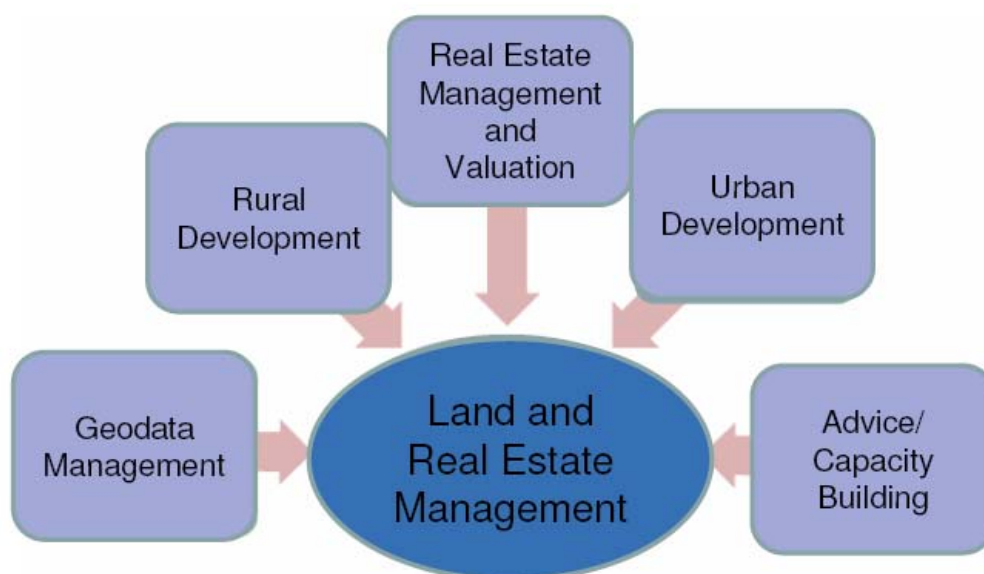 Real Estate
Management
and
Valuation
Rural
Development
Urban
Development
Geodata
Management
Land and
Real Estate
Management
Advice/
Capacity
Building